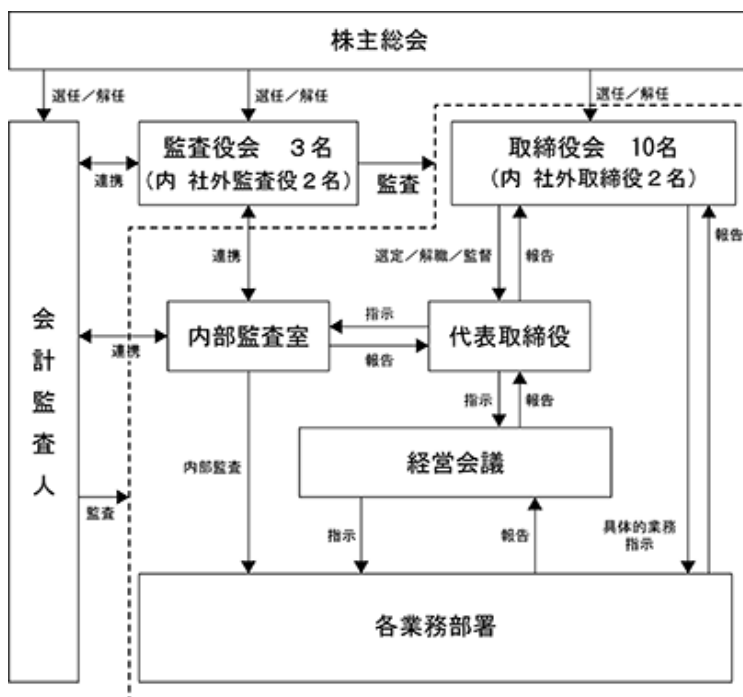 株主総会
選任／解任
選任／解任
選任／解任
監査役会　３名
（内 社外監査役２名）
監査
取締役会　10名
（内 社外取締役２名）
連携
連携
選定／解職／監督
報告
報告
会計監査人
連携
内部監査室
指示
報告
代表取締役
指示
報告
経営会議
内部監査
監査
指示
報告
具体的業務
指示
各業務部署